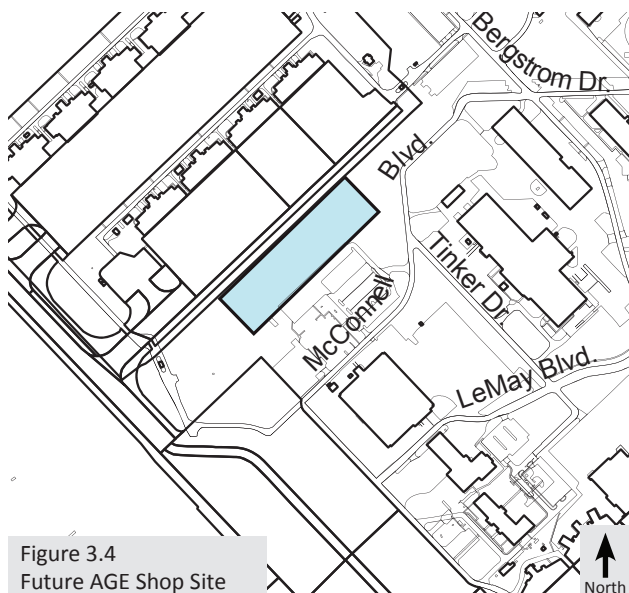 Bergstrom Dr.
Blvd.
Tinker Dr.
McConnell
LeMay Blvd.
Figure 3.4
Future AGE Shop Site
North